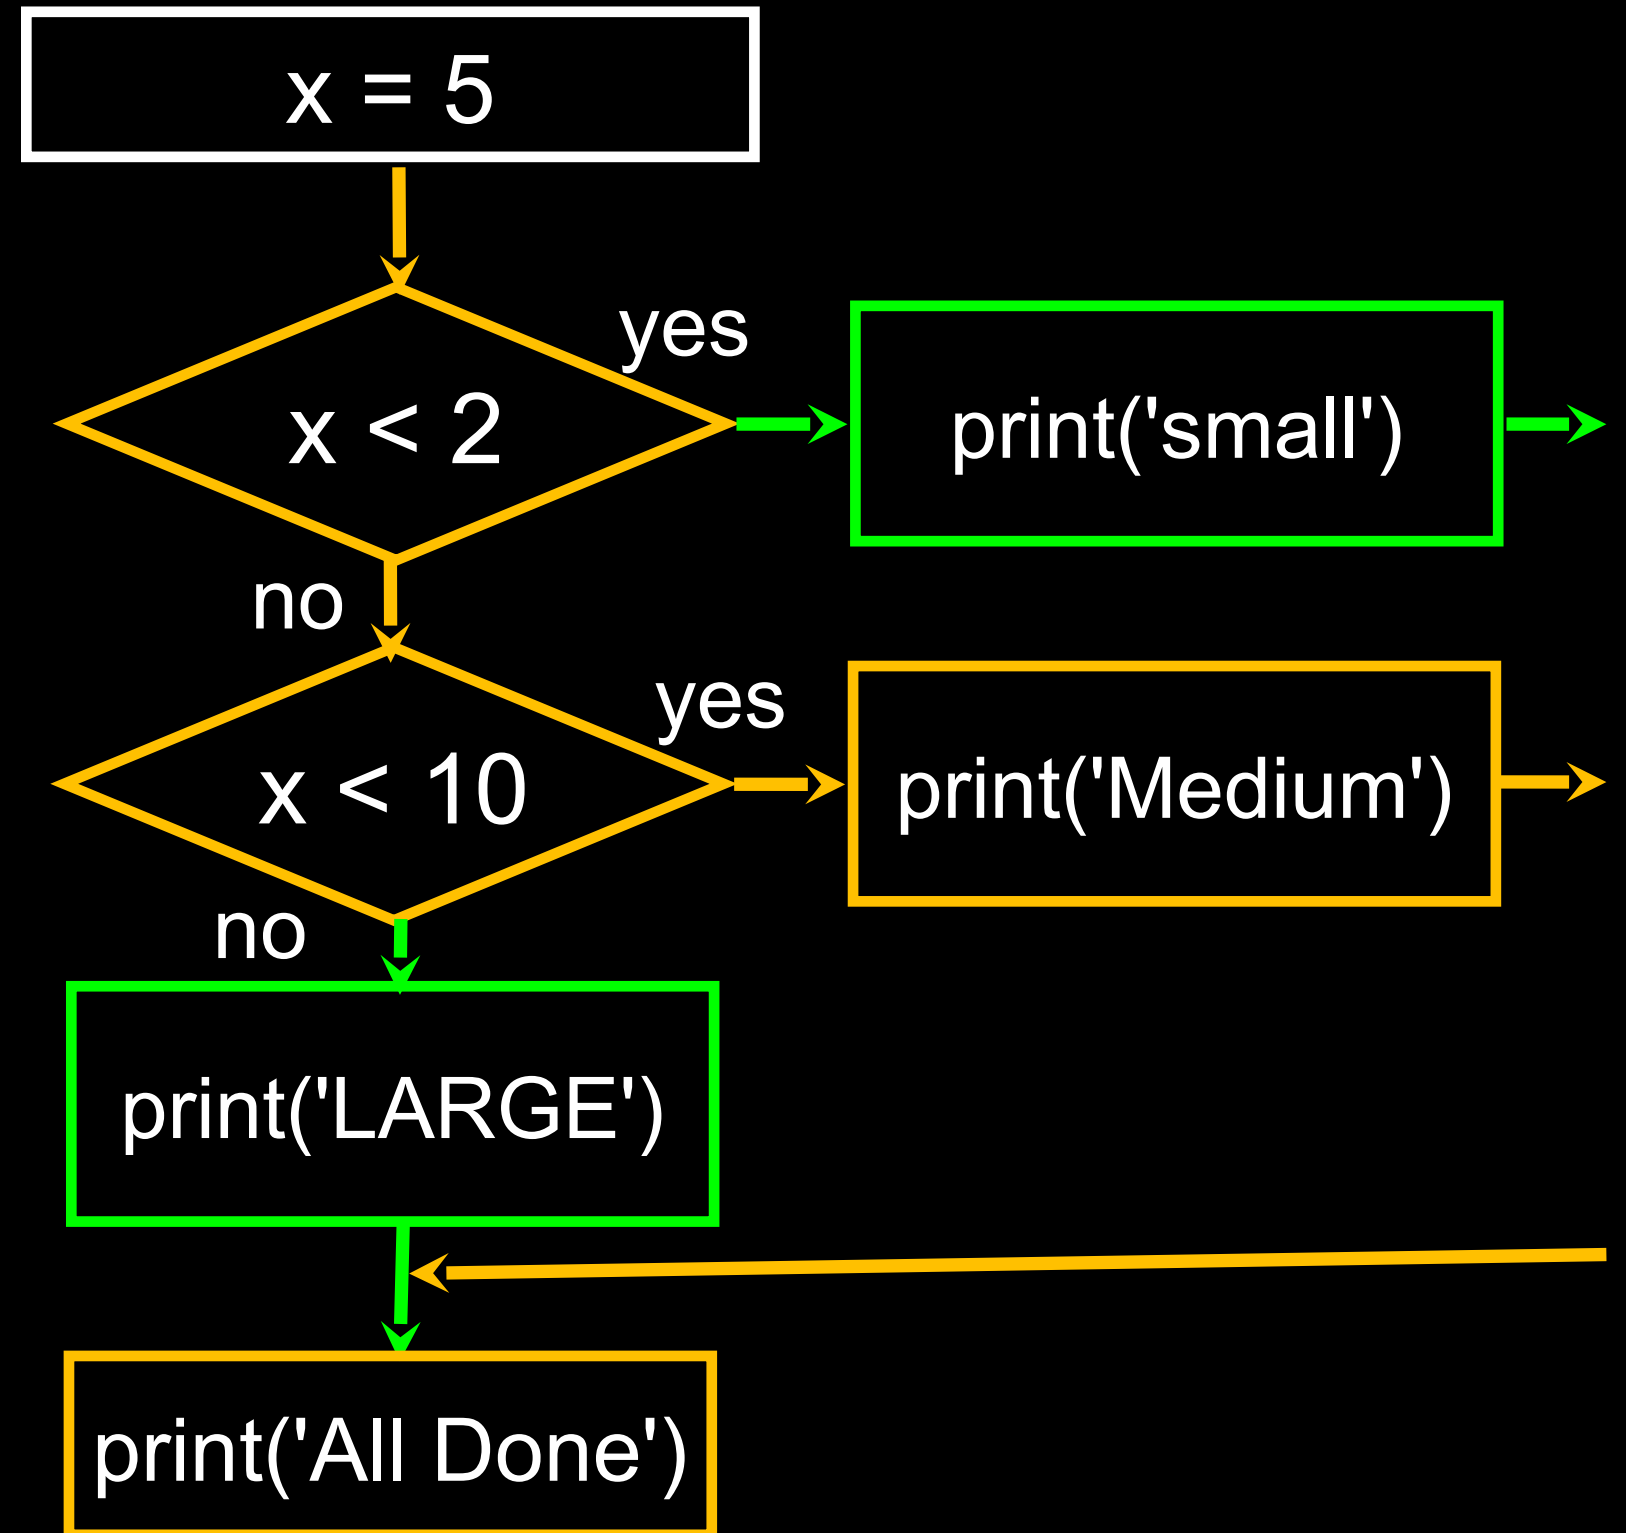 x = 5
yes
x < 2
print('small')
no
yes
x < 10
print('Medium')
no
print('LARGE')
print('All Done')